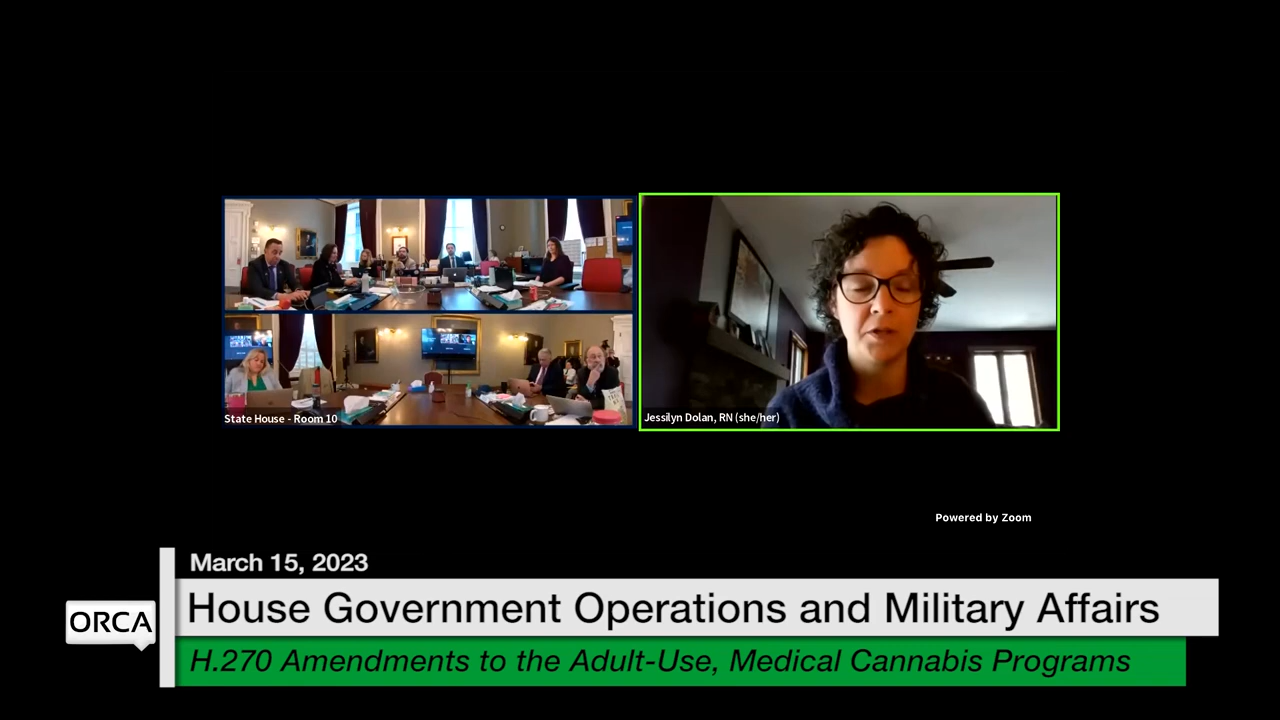 State House - Room 10
Jessilyn Dolan, RN (she/her)
Powered by Zoom
March 15, 2023
ORCA
House Government Operations and Military Affairs
H.270 Amendments to the Adult-Use, Medical Cannabis Programs